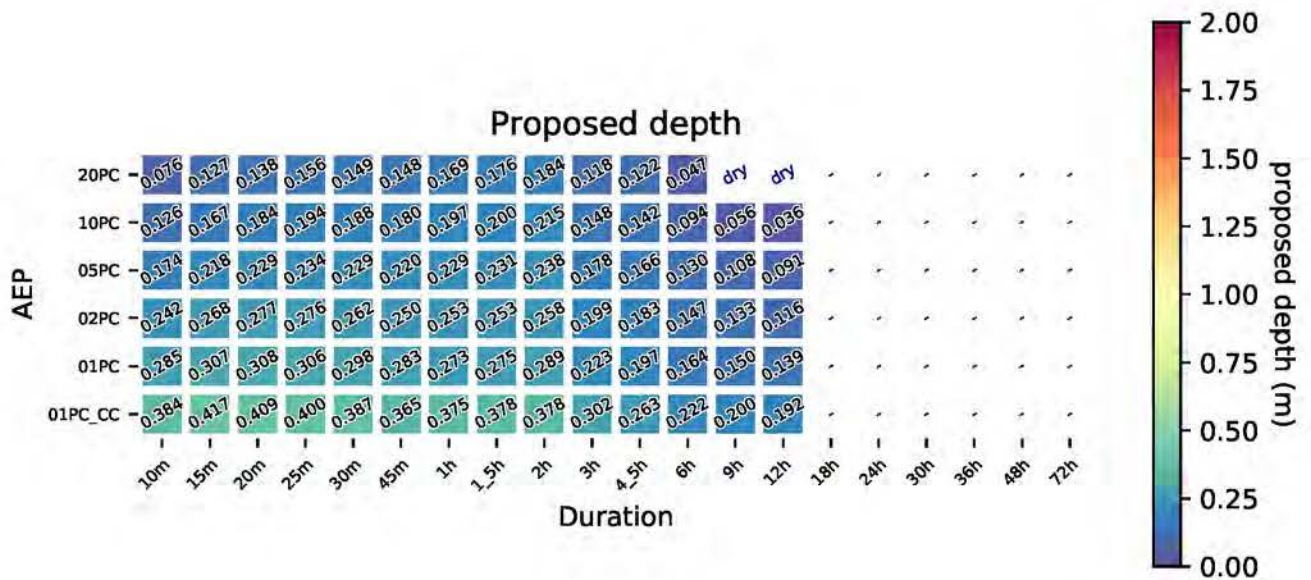 Proposed depth
20PC 0.076 0.127 0.138 0.156 0.149 0.148 0.169 0.176 0.184 0.118 0.122 0.047 dry dry - - - - - -
10PC 0.126 0.167 0.184 0.194 0.188 0.180 0.197 0.200 0.215 0.148 0.142 0.094 0.056 0.036 - - - - - -
05PC 0.174 0.218 0.229 0.234 0.229 0.220 0.229 0.231 0.238 0.178 0.166 0.130 0.108 0.091 - - - - - -
02PC 0.242 0.268 0.277 0.276 0.262 0.250 0.253 0.253 0.258 0.199 0.183 0.147 0.133 0.116 - - - - - -
01PC 0.285 0.307 0.308 0.306 0.298 0.283 0.273 0.275 0.289 0.223 0.197 0.164 0.150 0.139 - - - - - -
01PC_CC 0.384 0.417 0.409 0.400 0.387 0.365 0.375 0.378 0.378 0.302 0.263 0.222 0.200 0.192 - - - - - -
10m 15m 20m 25m 30m 45m 1h 1_5h 2h 3h 4_5h 6h 9h 12h 18h 24h 30h 36h 48h 72h
Duration
AEP
2.00
1.75
1.50
1.25
1.00
0.75
0.50
0.25
0.00
proposed depth (m)